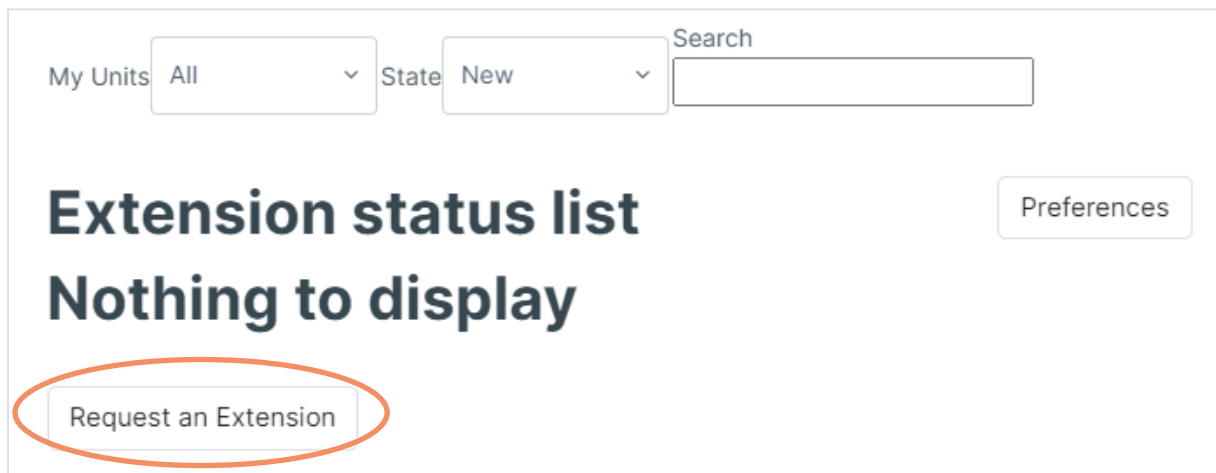 Search
My Units All State New
Extension status list
Preferences
Nothing to display
Request an Extension